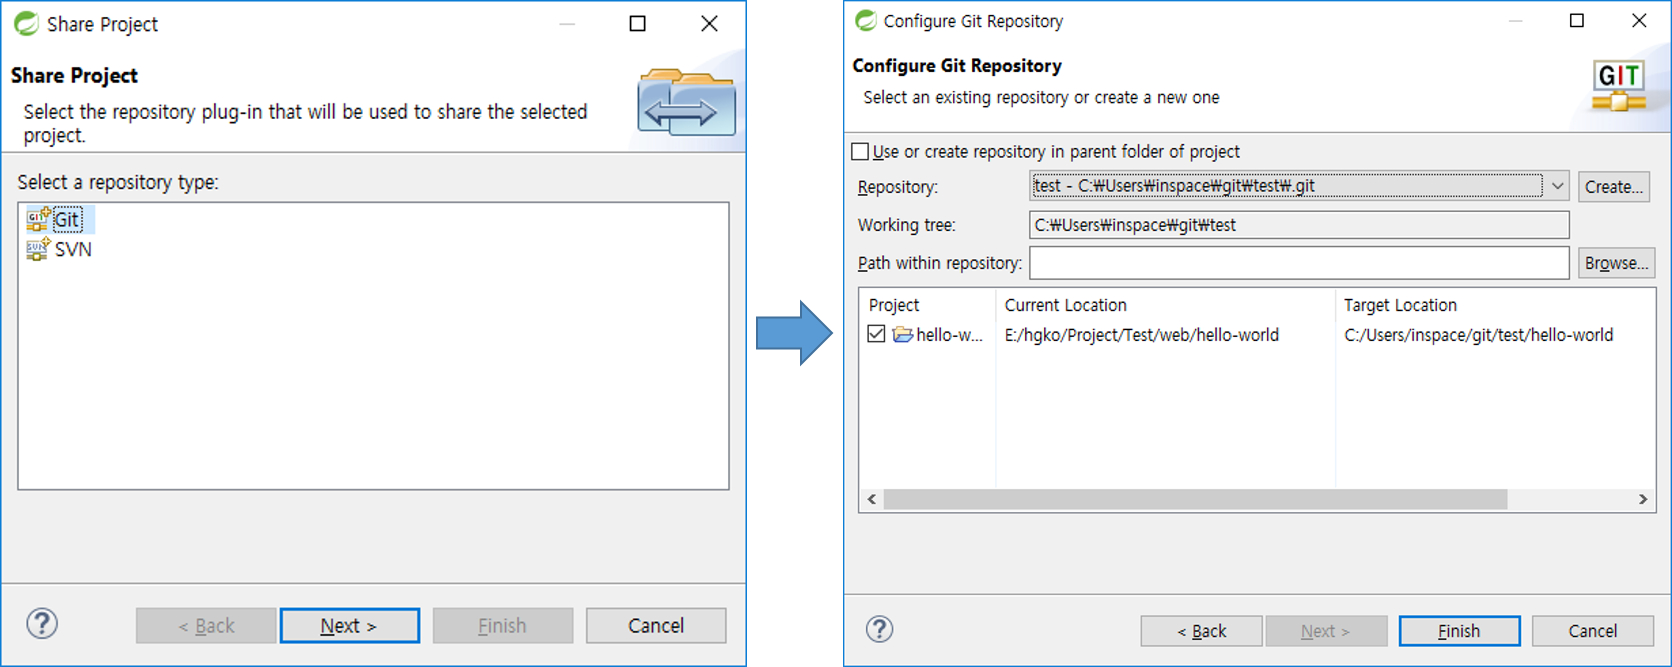 Share Project
Share Project
Select the repository plug-in that will be used to share the selected
project.
Select a repository type:
GIT
Git
SVN
SVN
< Back
Next >
Finish
Cancel
Configure Git Repository
Configure Git Repository
Select an existing repository or create a new one
GIT
Use or create repository in parent folder of project
Repository: test - C:₩Users₩inspace₩git₩test₩.git Create...
Working tree: C:₩Users₩inspace₩git₩test
Path within repository: Browse...
Project Current Location Target Location
hello-w... E:/hgko/Project/Test/web/hello-world C:/Users/inspace/git/test/hello-world
< Back
Next >
Finish
Cancel